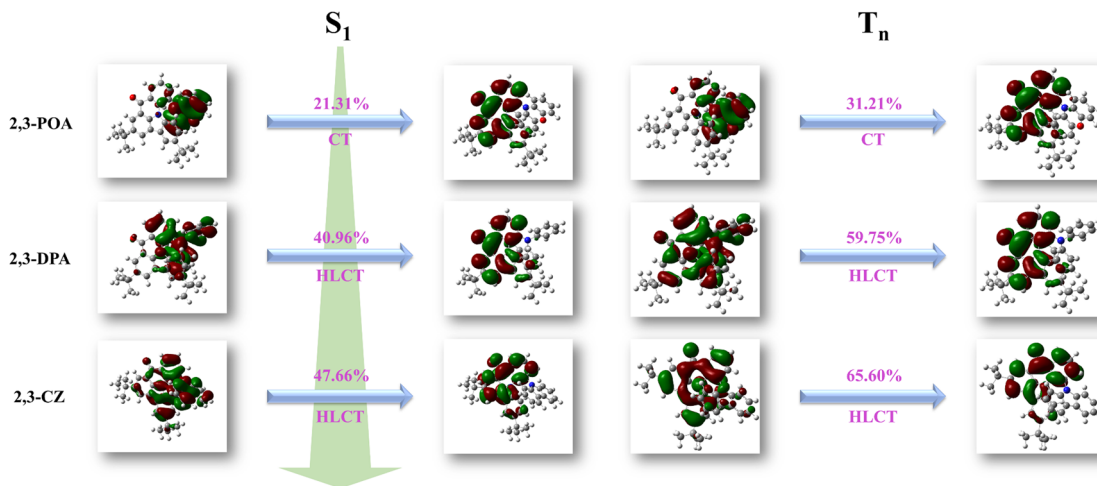 S1
Tn
2,3-POA
21.31%
CT
31.21%
CT
2,3-DPA
40.96%
HLCT
59.75%
HLCT
2,3-CZ
47.66%
HLCT
65.60%
HLCT